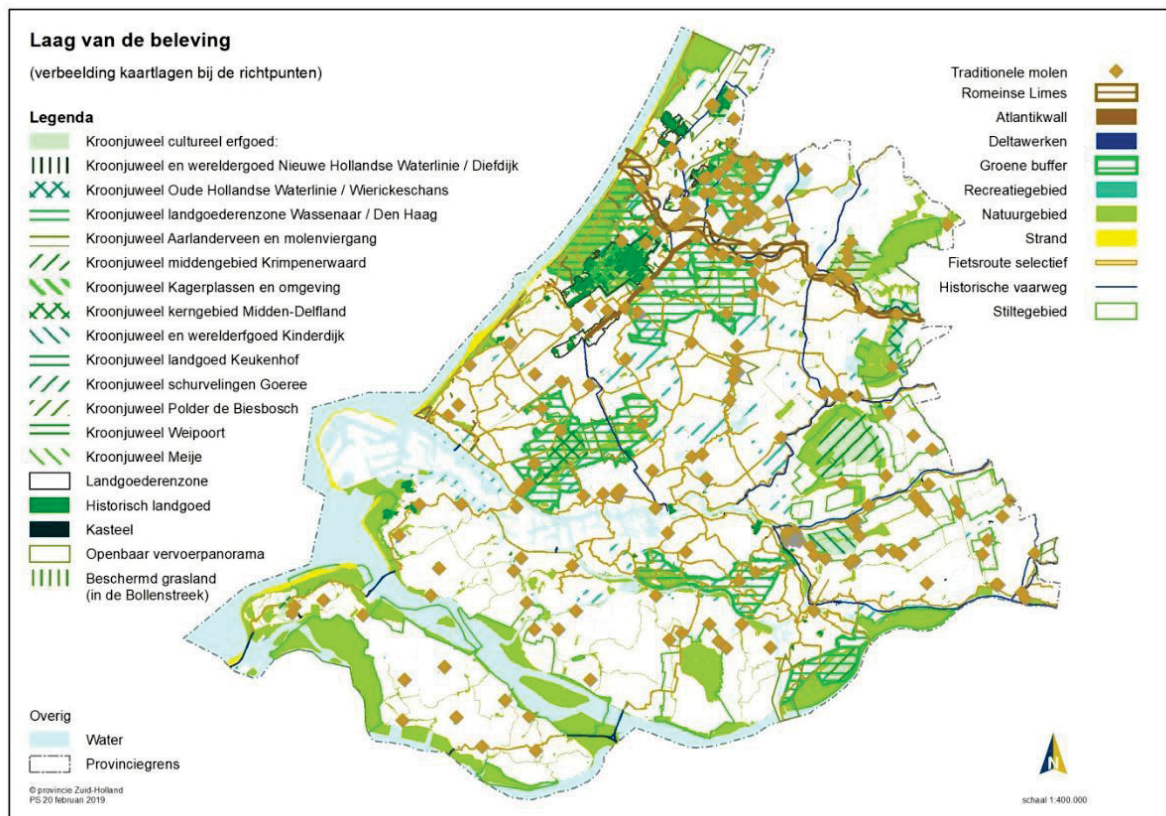 Laag van de beleving
(verbeelding kaartlagen bij de richtpunten)
Legenda
Kroonjuweel cultureel erfgoed:
Kroonjuweel en wereldergoed Nieuwe Hollandse Waterlinie / Diefdijk
Kroonjuweel Oude Hollandse Waterlinie / Wierickeschans
Kroonjuweel landgoederenzone Wassenaar / Den Haag
Kroonjuweel Aarlanderveen en molenviergang
Kroonjuweel middengebied Krimpenerwaard
Kroonjuweel Kagerplassen en omgeving
Kroonjuweel kerngebied Midden-Delfland
Kroonjuweel en werelderfgoed Kinderdijk
Kroonjuweel landgoed Keukenhof
Kroonjuweel schurvelingen Goeree
Kroonjuweel Polder de Biesbosch
Kroonjuweel Weipoort
Kroonjuweel Meije
Landgoederenzone
Historisch landgoed
Kasteel
Openbaar vervoerpanorama
Beschermd grasland
(in de Bollenstreek)
Overig
Water
Provinciegrens
© provincie Zuid-Holland
PS 20 februari 2019
Traditionele molen
Romeinse Limes
Atlantikwall
Deltawerken
Groene buffer
Recreatiegebied
Natuurgebied
Strand
Fietsroute selectief
Historische vaarweg
Stiltegebied
N
schaal 1:400.000